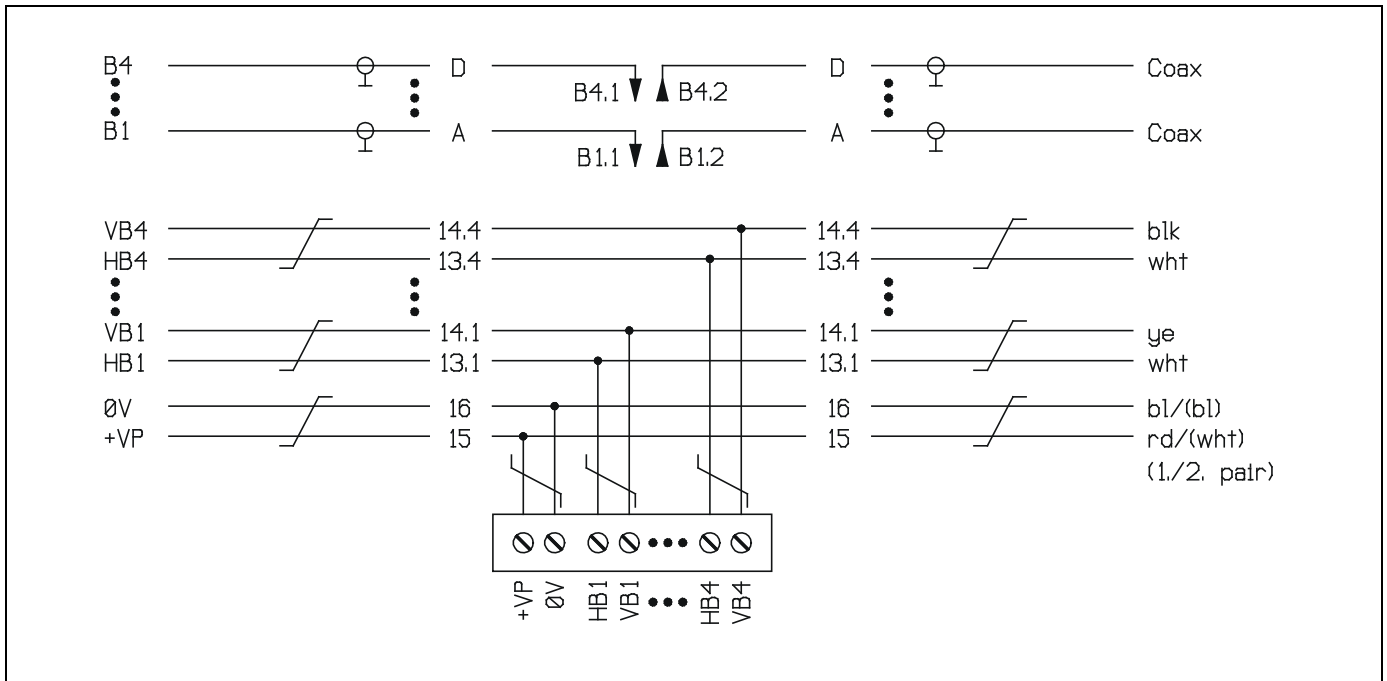 B4 D B4.1 B4.2 D Coax
B1 A B1.1 B1.2 A Coax
VB4 14.4 14.4 blk
HB4 13.4 13.4 wht
VB1 14.1 14.1 ye
HB1 13.1 13.1 wht
0V 16 16 bl/(bl)
+VP 15 15 rd/(wht)
(1./2. pair)
+VP 0V HB1 VB1 HB4 VB4